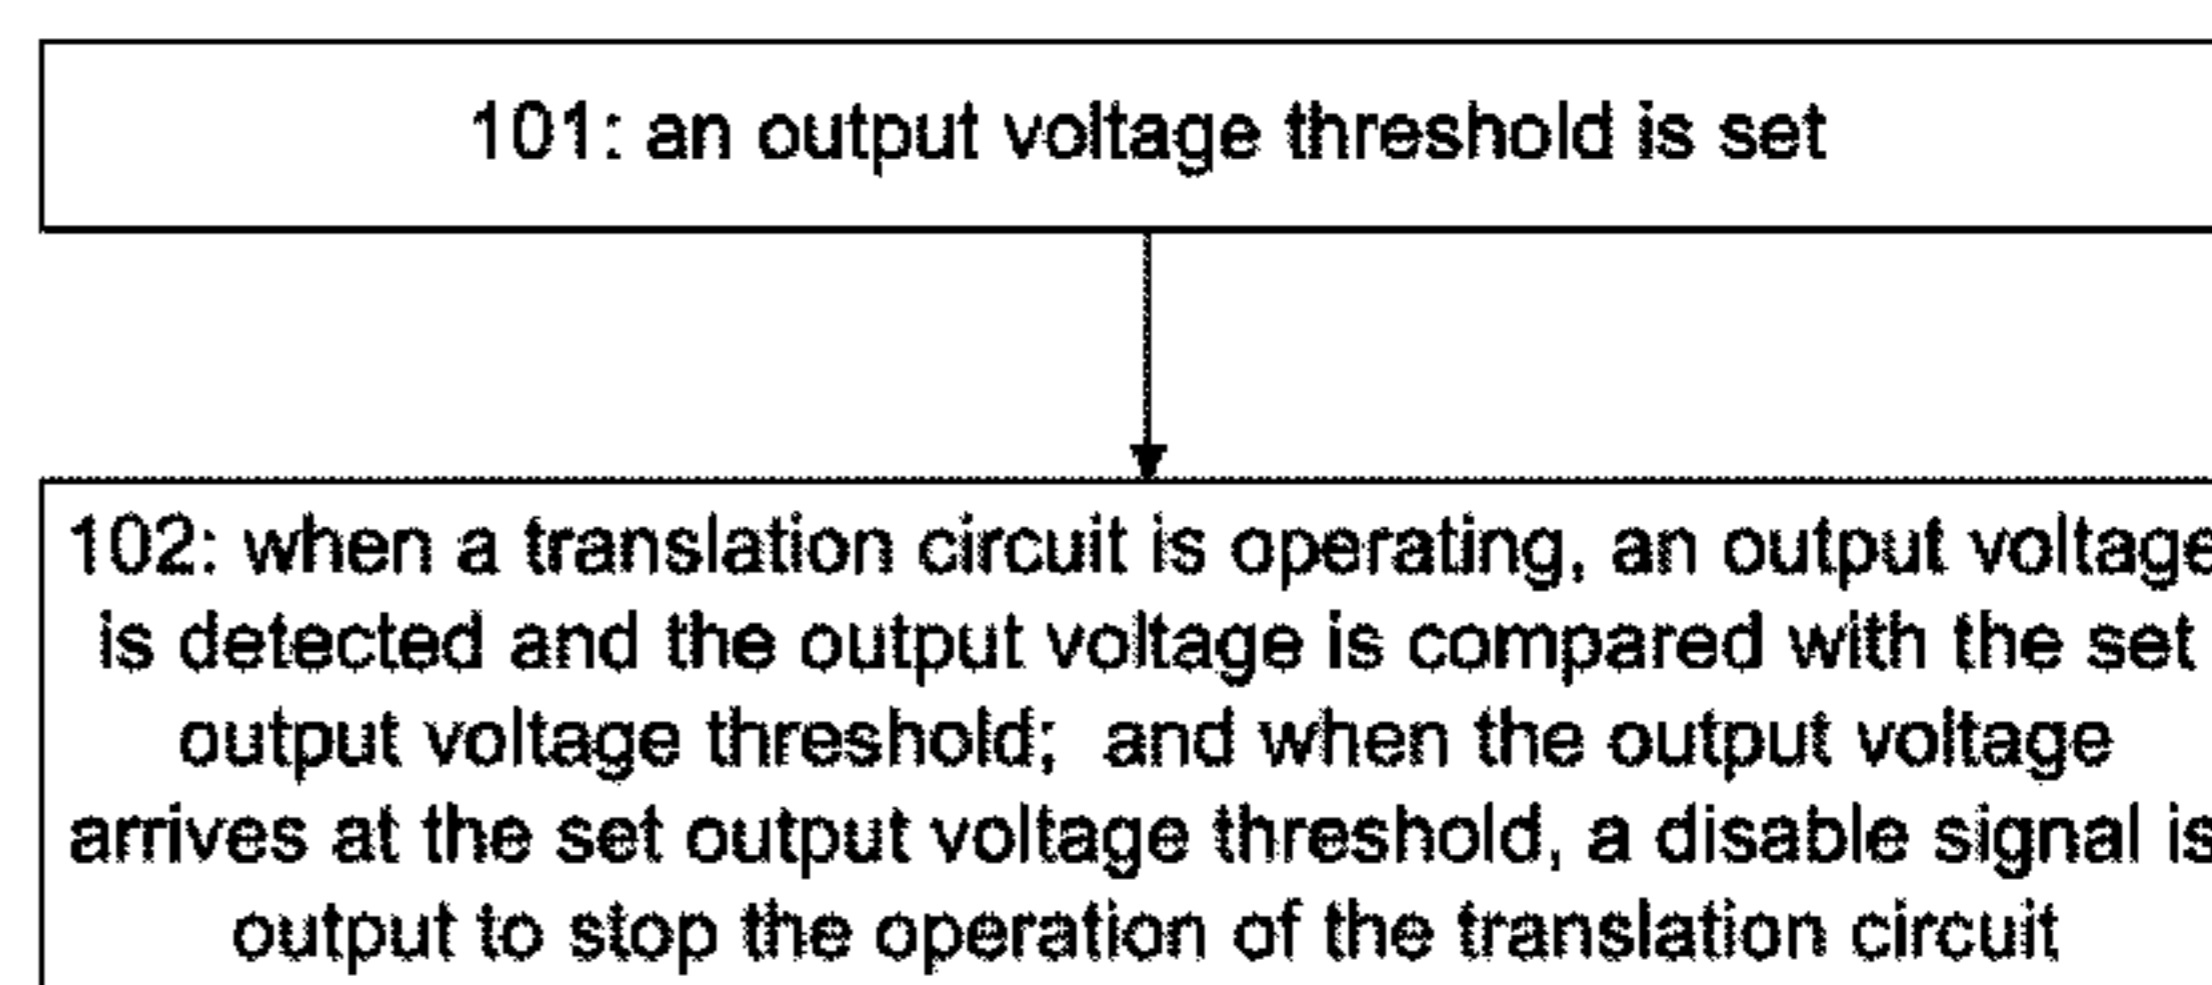 101: an output voltage threshold is set
102: when a translation circuit is operating, an output voltage
is detected and the output voltage is compared with the set
output voltage threshold; and when the output voltage
arrives at the set output voltage threshold, a disable signal is
output to stop the operation of the translation circuit